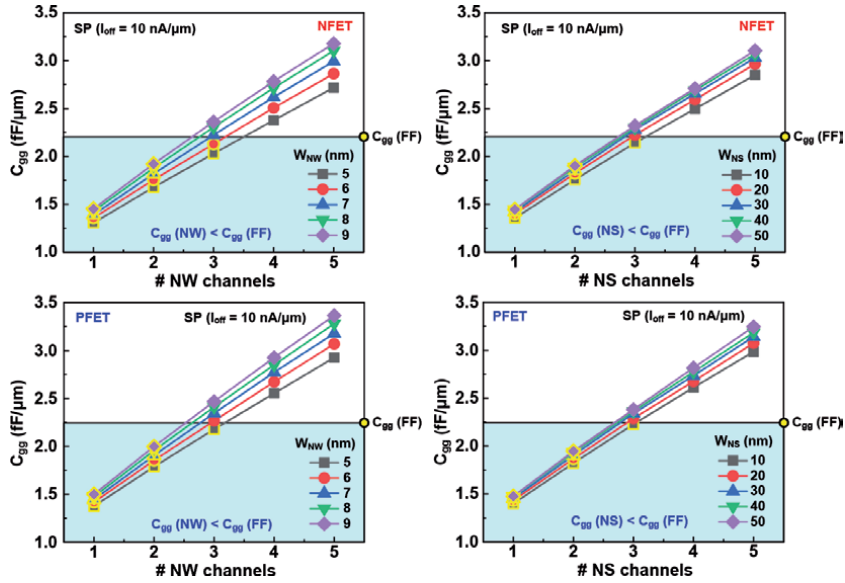 SP (Ioff = 10 nA/μm) NFET
3.5
3.0
2.5
2.0
1.5
1.0
Cgg (fF/μm)
Cgg (FF)
WNW (nm)
5
6
7
8
9
Cgg (NW) < Cgg (FF)
1 2 3 4 5
# NW channels
SP (Ioff = 10 nA/μm) NFET
3.5
3.0
2.5
2.0
1.5
1.0
Cgg (fF/μm)
Cgg (FF)
WNS (nm)
10
20
30
40
50
Cgg (NS) < Cgg (FF)
1 2 3 4 5
# NS channels
PFET SP (Ioff = 10 nA/μm)
3.5
3.0
2.5
2.0
1.5
1.0
Cgg (fF/μm)
Cgg (FF)
WNW (nm)
5
6
7
8
9
Cgg (NW) < Cgg (FF)
1 2 3 4 5
# NW channels
PFET SP (Ioff = 10 nA/μm)
3.5
3.0
2.5
2.0
1.5
1.0
Cgg (fF/μm)
Cgg (FF)
WNS (nm)
10
20
30
40
50
Cgg (NS) < Cgg (FF)
1 2 3 4 5
# NS channels